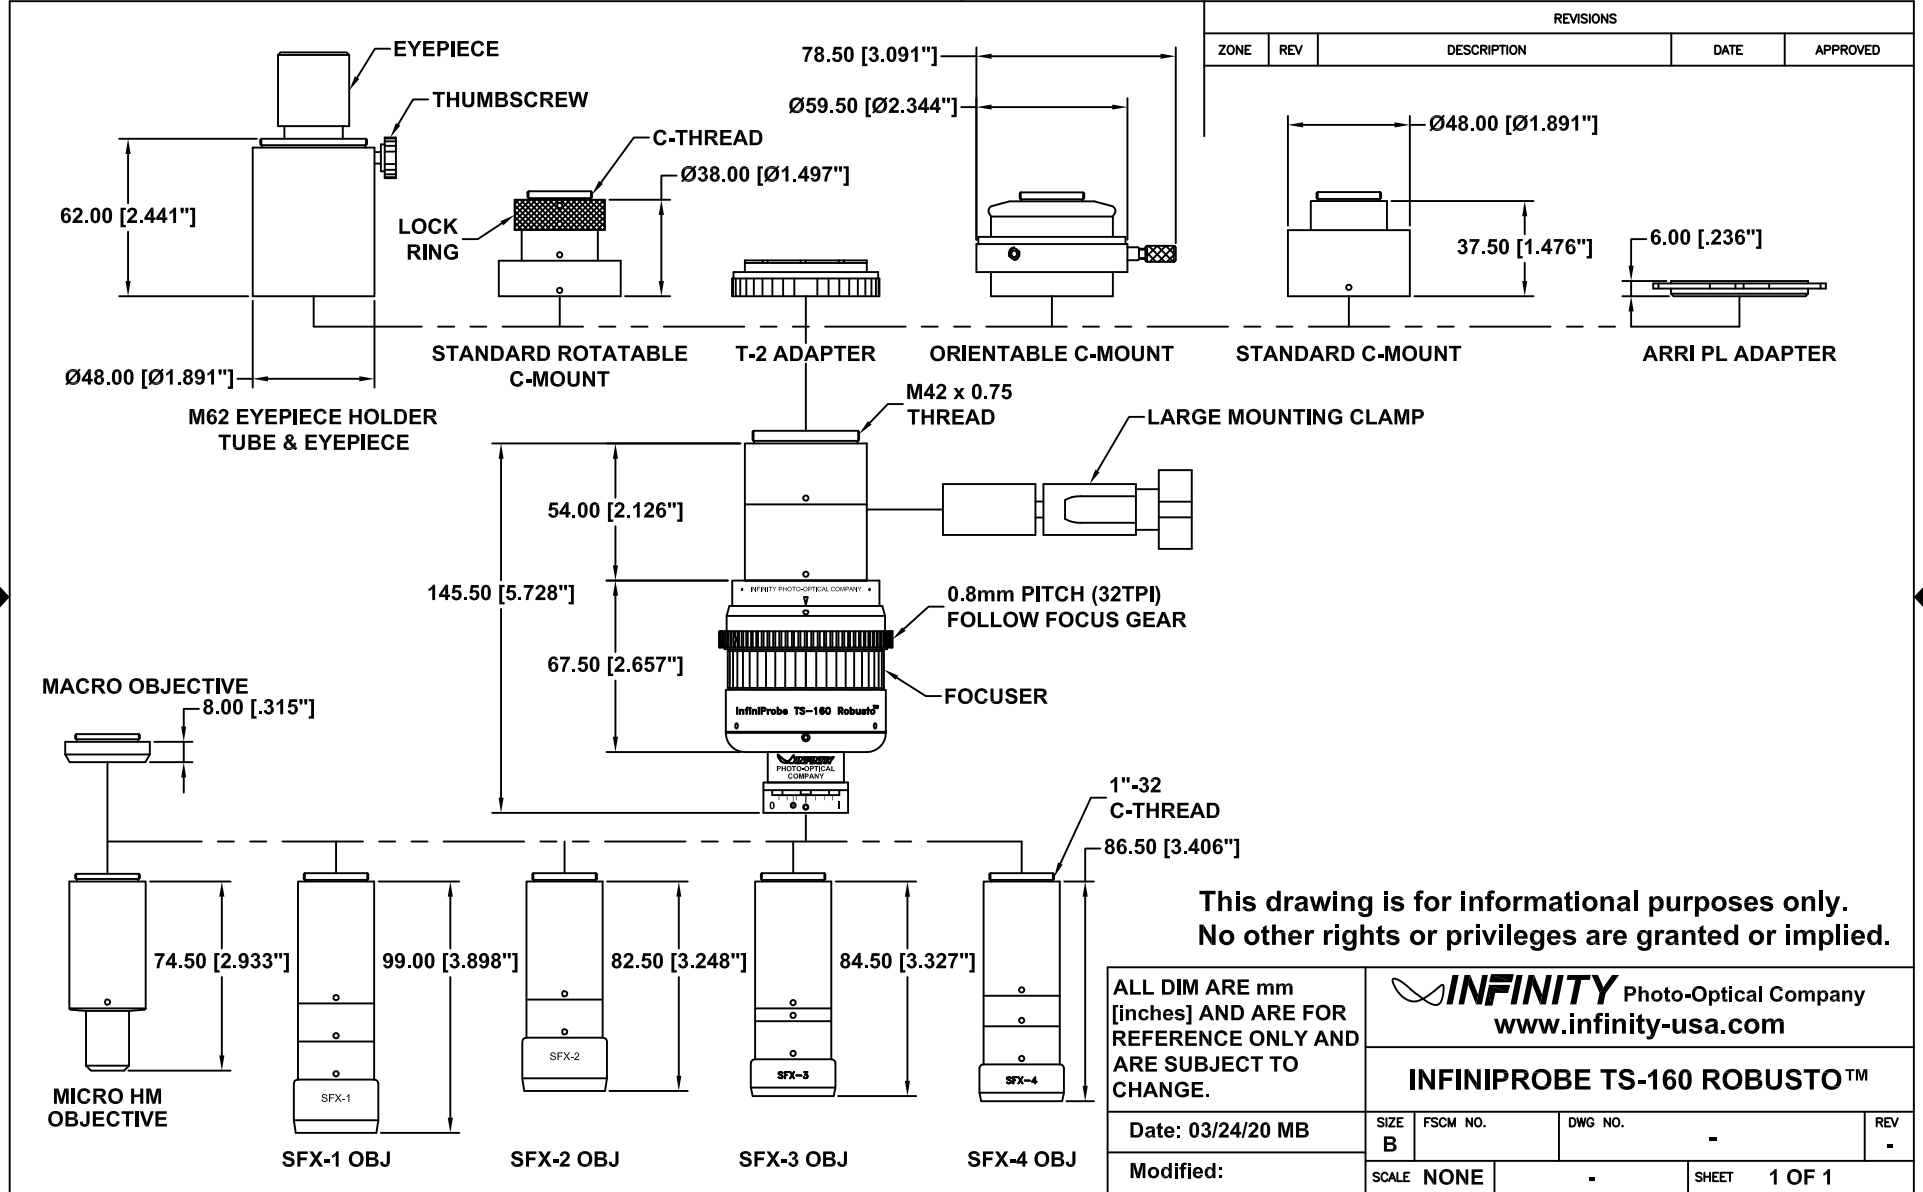 REVISIONS
ZONE REV DESCRIPTION DATE APPROVED
EYEPIECE
THUMBSCREW
62.00 [2.441"]
Ø48.00 [Ø1.891"]
M62 EYEPIECE HOLDER
TUBE & EYEPIECE
C-THREAD
Ø38.00 [Ø1.497"]
LOCK
RING
STANDARD ROTATABLE
C-MOUNT
T-2 ADAPTER
78.50 [3.091"]
Ø59.50 [Ø2.344"]
ORIENTABLE C-MOUNT
Ø48.00 [Ø1.891"]
37.50 [1.476"]
STANDARD C-MOUNT
6.00 [.236"]
ARRI PL ADAPTER
M42 x 0.75
THREAD
LARGE MOUNTING CLAMP
54.00 [2.126"]
145.50 [5.728"]
67.50 [2.657"]
INFINITY PHOTO-OPTICAL COMPANY
0.8mm PITCH (32TPI)
FOLLOW FOCUS GEAR
FOCUSER
InfiniProbe TS-160 Robusto™
0 0
INFINITY
PHOTO-OPTICAL
COMPANY
0 I
MACRO OBJECTIVE
8.00 [.315"]
1"-32
C-THREAD
86.50 [3.406"]
74.50 [2.933"]
99.00 [3.898"]
82.50 [3.248"]
84.50 [3.327"]
SFX-1
SFX-2
SFX-3
SFX-4
MICRO HM
OBJECTIVE
SFX-1 OBJ
SFX-2 OBJ
SFX-3 OBJ
SFX-4 OBJ
This drawing is for informational purposes only.
No other rights or privileges are granted or implied.
ALL DIM ARE mm
[inches] AND ARE FOR
REFERENCE ONLY AND
ARE SUBJECT TO
CHANGE.
Date: 03/24/20 MB
Modified:
INFINITY Photo-Optical Company
www.infinity-usa.com
INFINIPROBE TS-160 ROBUSTO™
SIZE FSCM NO. DWG NO. REV
B - -
SCALE NONE - SHEET 1 OF 1